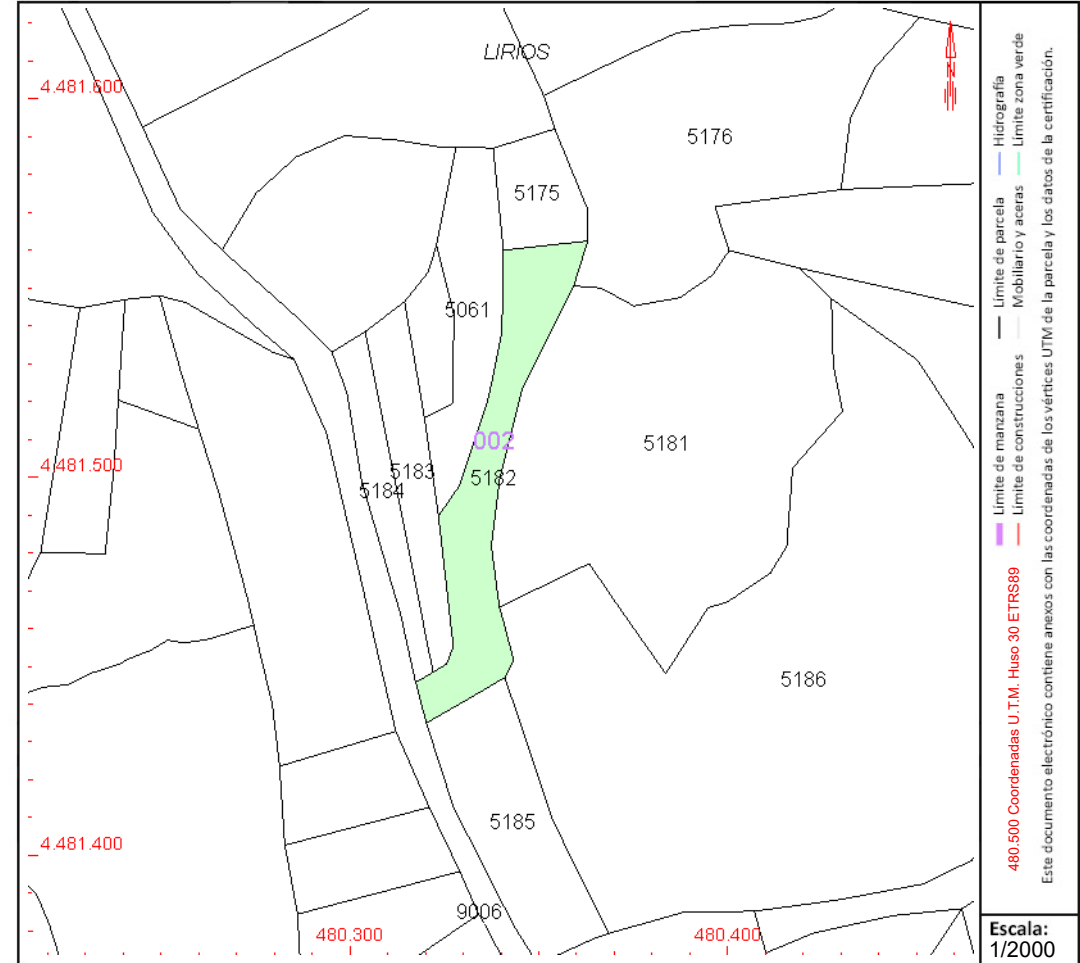 LIRIOS
4.481.600
5176
5175
5061
002
5181
4.481.500
5183
5182
5184
5186
5185
4.481.400
9006
480.300
480.400
N
Límite de manzana
Límite de parcela
Hidrografía
Límite de construcciones
Mobiliario y aceras
Límite zona verde
480.500 Coordenadas U.T.M. Huso 30 ETRS89
Este documento electrónico contiene anexos con las coordenadas de los vértices UTM de la parcela y los datos de la certificación.
Escala:
1/2000